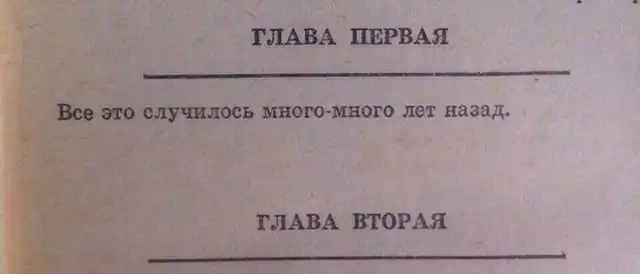 ГЛАВА ПЕРВАЯ
Все это случилось много-много лет назад.
ГЛАВА ВТОРАЯ